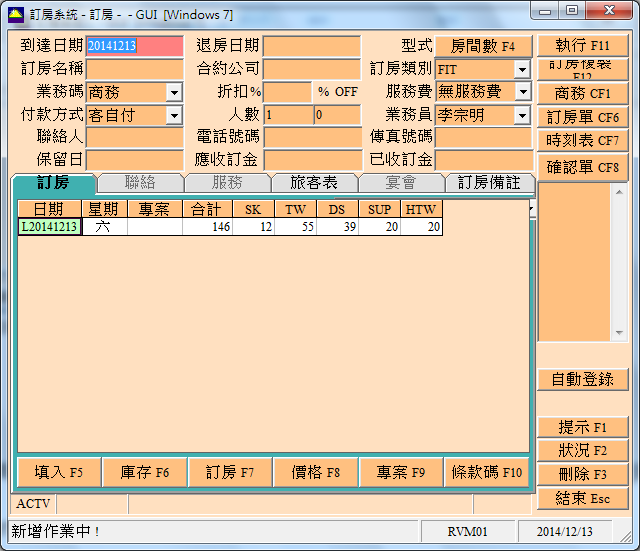 訂房系統 - 訂房 - - GUI [Windows 7]
到達日期 20141213 退房日期 型式 房間數 F4 執行 F11
訂房名稱 合約公司 訂房類別 FIT 訂房複製 F12
業務碼 商務 折扣% % OFF 服務費 無服務費 商務 CF1
付款方式 客自付 人數 1 0 業務員 李宗明 訂房單 CF6
聯絡人 電話號碼 傳真號碼 時刻表 CF7
保留日 應收訂金 已收訂金 確認單 CF8
訂房 聯絡 服務 旅客表 宴會 訂房備註
日期 星期 專案 合計 SK TW DS SUP HTW
L20141213 六 146 12 55 39 20 20
自動登錄
提示 F1
狀況 F2
填入 F5 庫存 F6 訂房 F7 價格 F8 專案 F9 條款碼 F10 刪除 F3
結束 Esc
ACTV
新增作業中！ RVM01 2014/12/13